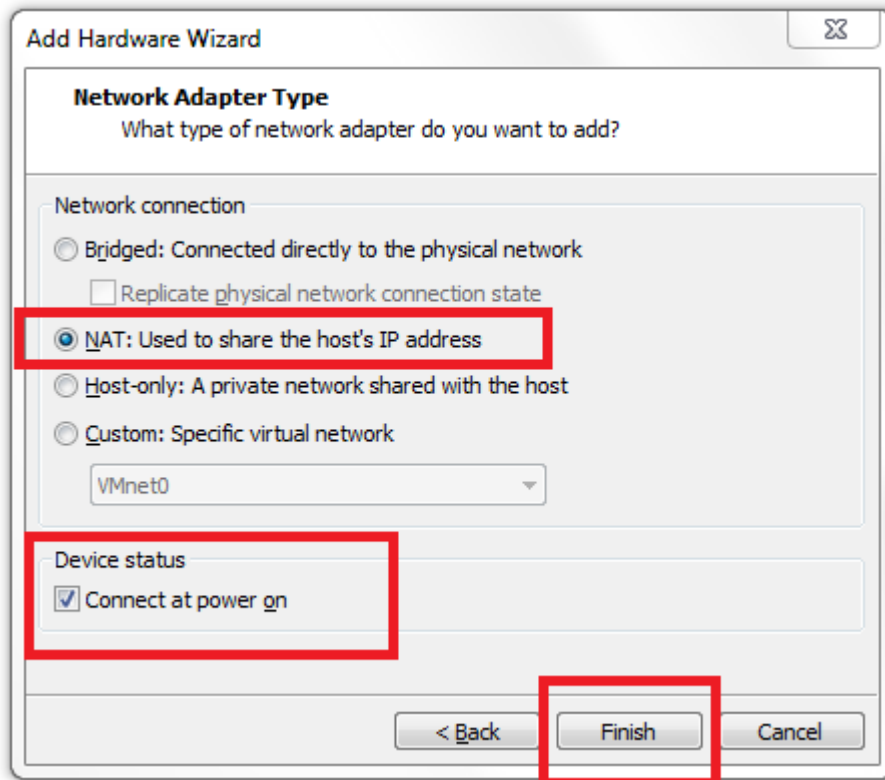 Add Hardware Wizard
Network Adapter Type
What type of network adapter do you want to add?
Network connection
Bridged: Connected directly to the physical network
Replicate physical network connection state
NAT: Used to share the host's IP address
Host-only: A private network shared with the host
Custom: Specific virtual network
VMnet0
Device status
Connect at power on
< Back Finish Cancel